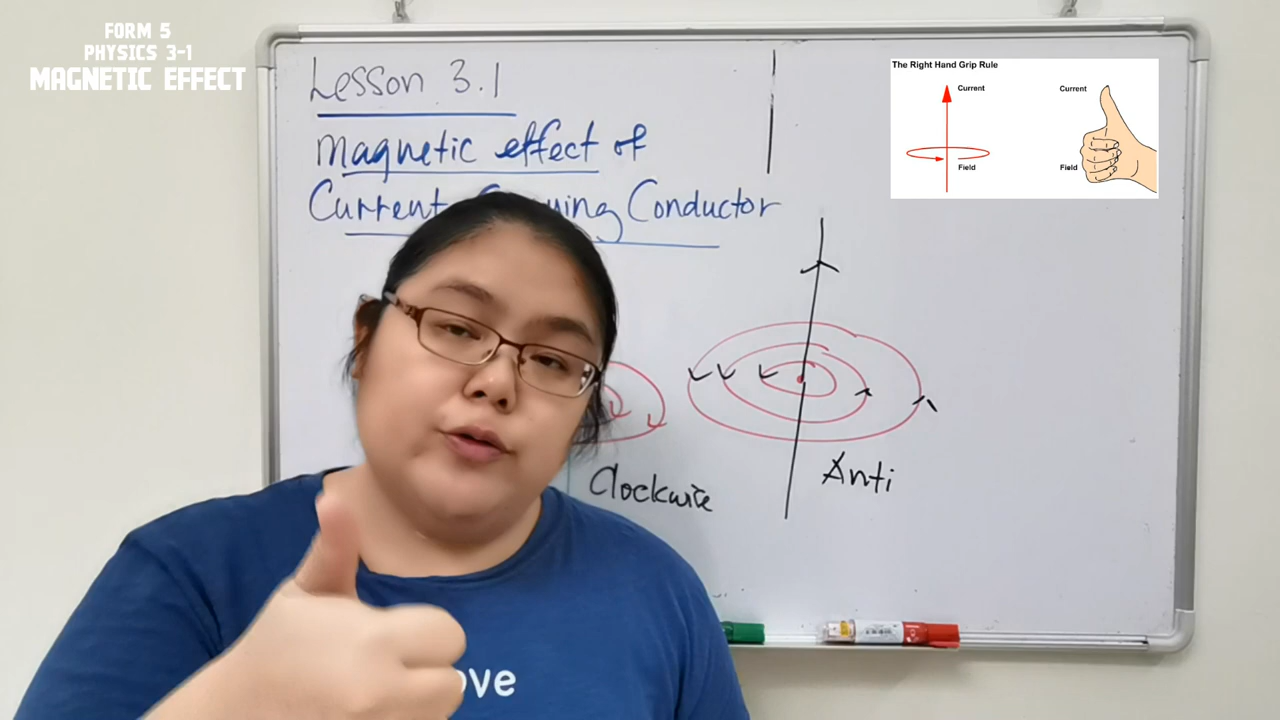 FORM 5
PHYSICS 3-1
MAGNETIC EFFECT
Lesson 3.1
Magnetic effect of
Current Conductor
Clockwise
Anti
The Right Hand Grip Rule
Current
Field
Current
Field